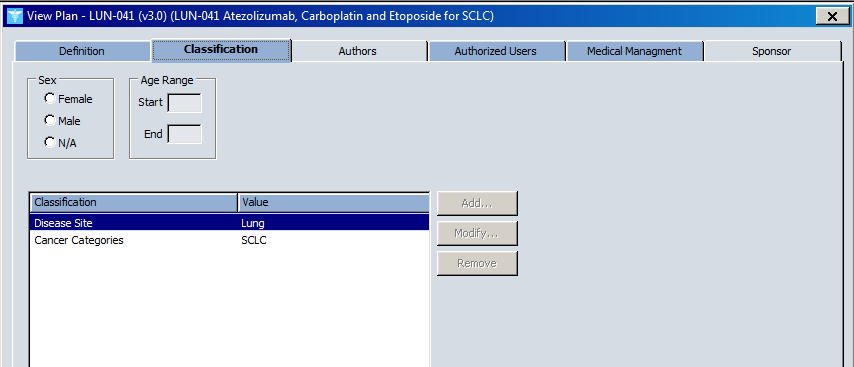 View Plan - LUN-041 (v3.0) (LUN-041 Atezolizumab, Carboplatin and Etoposide for SCLC)
Definition Classification Authors Authorized Users Medical Managment Sponsor
Sex Age Range
Female Start
Male
End
N/A
Classification Value Add...
Disease Site Lung
Cancer Categories SCLC Modify...
Remove